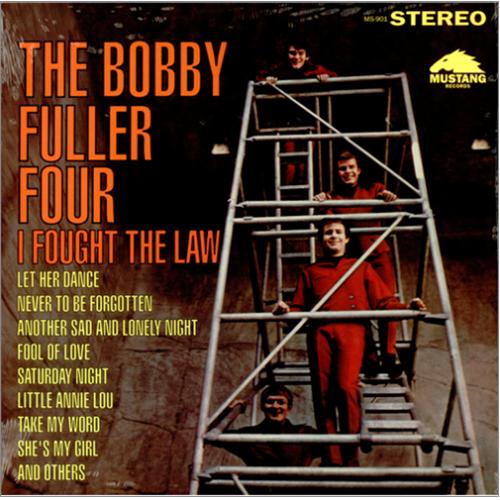 MS-901 STEREO
MUSTANG
RECORDS
THE BOBBY
FULLER
FOUR
I FOUGHT THE LAW
LET HER DANCE
NEVER TO BE FORGOTTEN
ANOTHER SAD AND LONELY NIGHT
FOOL OF LOVE
SATURDAY NIGHT
LITTLE ANNIE LOU
TAKE MY WORD
SHE'S MY GIRL
AND OTHERS